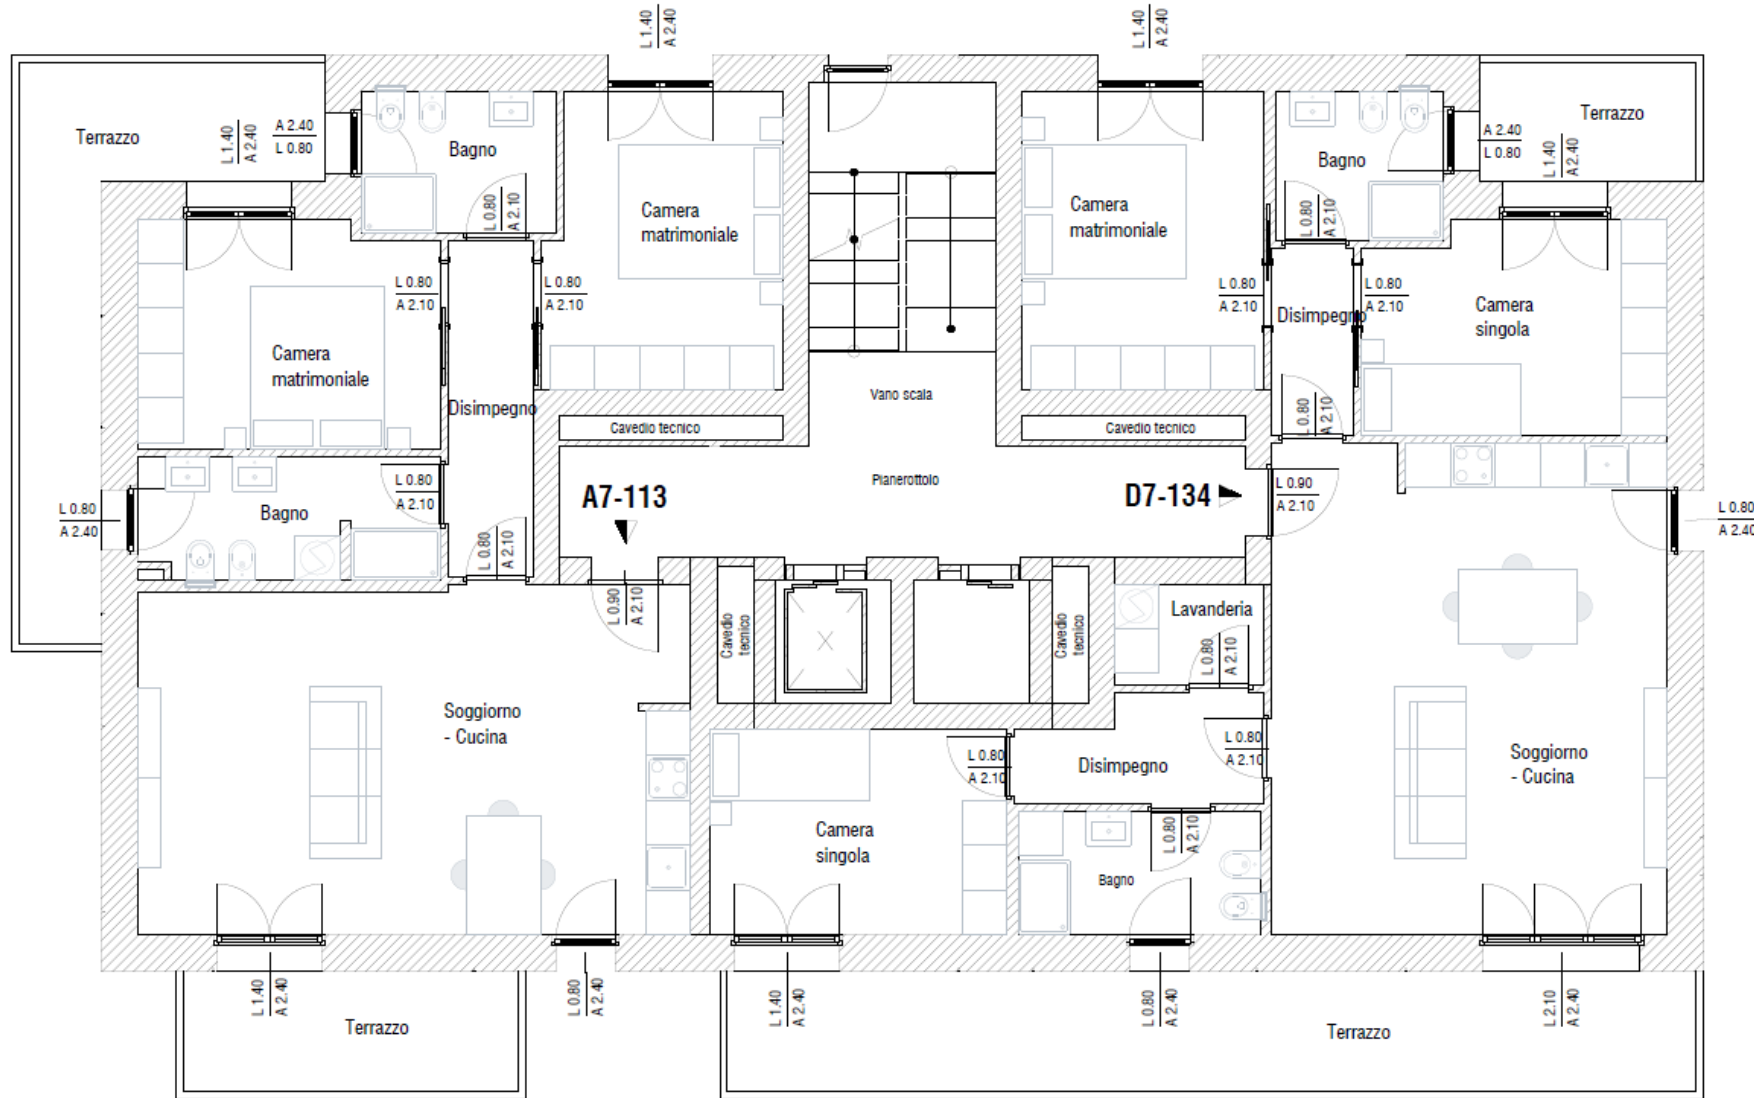 L 1.40
A 2.40
L 1.40
A 2.40
Terrazzo
L 1.40
A 2.40
A 2.40
L 0.80
Bagno
L 0.80
A 2.10
Camera
matrimoniale
Camera
matrimoniale
Bagno
L 0.80
A 2.10
A 2.40
L 0.80
L 1.40
A 2.40
Terrazzo
L 0.80
A 2.10
L 0.80
A 2.10
L 0.80
A 2.10
Disimpegno
L 0.80
A 2.10
Camera
singola
Camera
matrimoniale
Disimpegno
Vano scala
L 0.80
A 2.10
Cavedio tecnico
Cavedio tecnico
L 0.80
A 2.40
Bagno
L 0.80
A 2.10
L 0.80
A 2.10
A7-113
Pianerottolo
D7-134
L 0.90
A 2.10
L 0.80
A 2.40
L 0.90
A 2.10
Cavedio
tecnico
Cavedio
tecnico
Lavanderia
L 0.80
A 2.10
Soggiorno
- Cucina
L 0.80
A 2.10
Disimpegno
L 0.80
A 2.10
Soggiorno
- Cucina
Camera
singola
L 0.80
A 2.10
Bagno
L 1.40
A 2.40
L 0.80
A 2.40
L 1.40
A 2.40
L 0.80
A 2.40
L 2.10
A 2.40
Terrazzo
Terrazzo